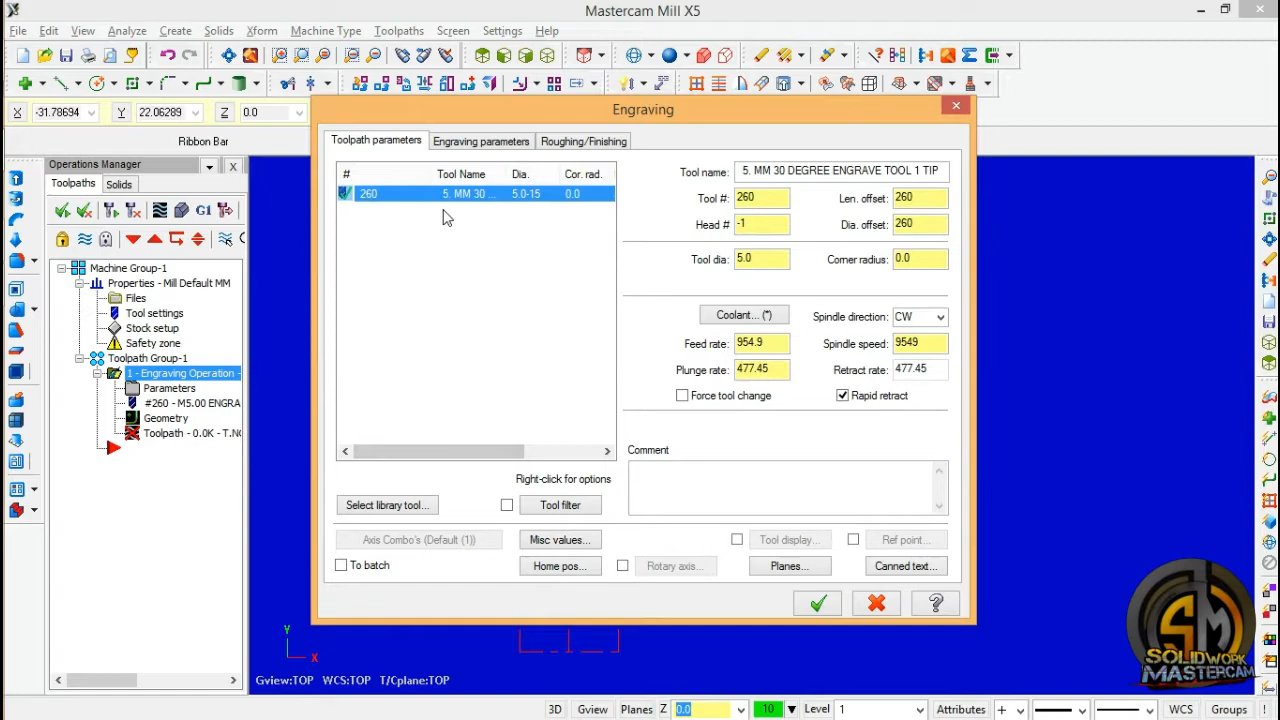 Mastercam Mill X5
File Edit View Analyze Create Solids Xform Machine Type Toolpaths Screen Settings Help
X -31.78694 Y 22.06289 Z 0.0
Ribbon Bar
Operations Manager
Toolpaths Solids
G1
Machine Group-1
Properties - Mill Default MM
Files
Tool settings
Stock setup
Safety zone
Toolpath Group-1
1 - Engraving Operation -
Parameters
#260 - M5.00 ENGRA
Geometry
Toolpath - 0.0K - T.NC
Engraving
Toolpath parameters Engraving parameters Roughing/Finishing
# Tool Name Dia. Cor. rad.
260 5. MM 30 ... 5.0-15 0.0
Tool name: 5. MM 30 DEGREE ENGRAVE TOOL 1 TIP
Tool #: 260 Len. offset: 260
Head # -1 Dia. offset: 260
Tool dia: 5.0 Corner radius: 0.0
Coolant... (*) Spindle direction: CW
Feed rate: 954.9 Spindle speed: 9549
Plunge rate: 477.45 Retract rate: 477.45
Force tool change Rapid retract
Comment
Right-click for options
Select library tool... Tool filter
Axis Combo's (Default (1)) Misc values... Tool display... Ref point...
To batch Home pos... Rotary axis... Planes... Canned text...
Y
X
Gview:TOP WCS:TOP T/Cplane:TOP
SM
SOLIDWORK
MASTERCAM
3D Gview Planes Z 0.0 10 Level 1 Attributes WCS Groups